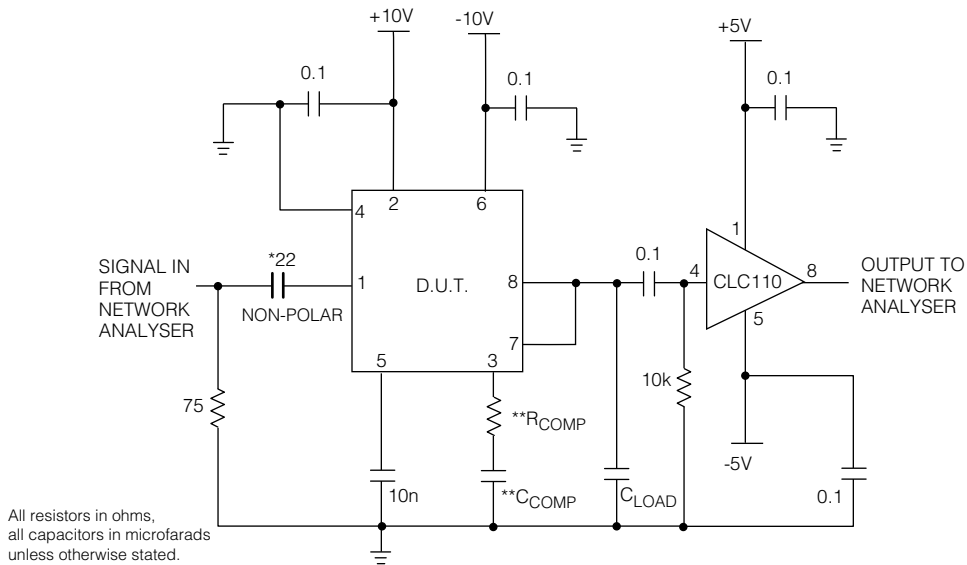 +10V
-10V
+5V
0.1
0.1
0.1
2
6
4
1
SIGNAL IN
FROM
NETWORK
ANALYSER
*22
NON-POLAR
1
D.U.T.
8
0.1
4
CLC110
8
OUTPUT TO
NETWORK
ANALYSER
7
5
5
3
75
**RCOMP
10k
-5V
10n
**CCOMP
CLOAD
0.1
All resistors in ohms,
all capacitors in microfarads
unless otherwise stated.